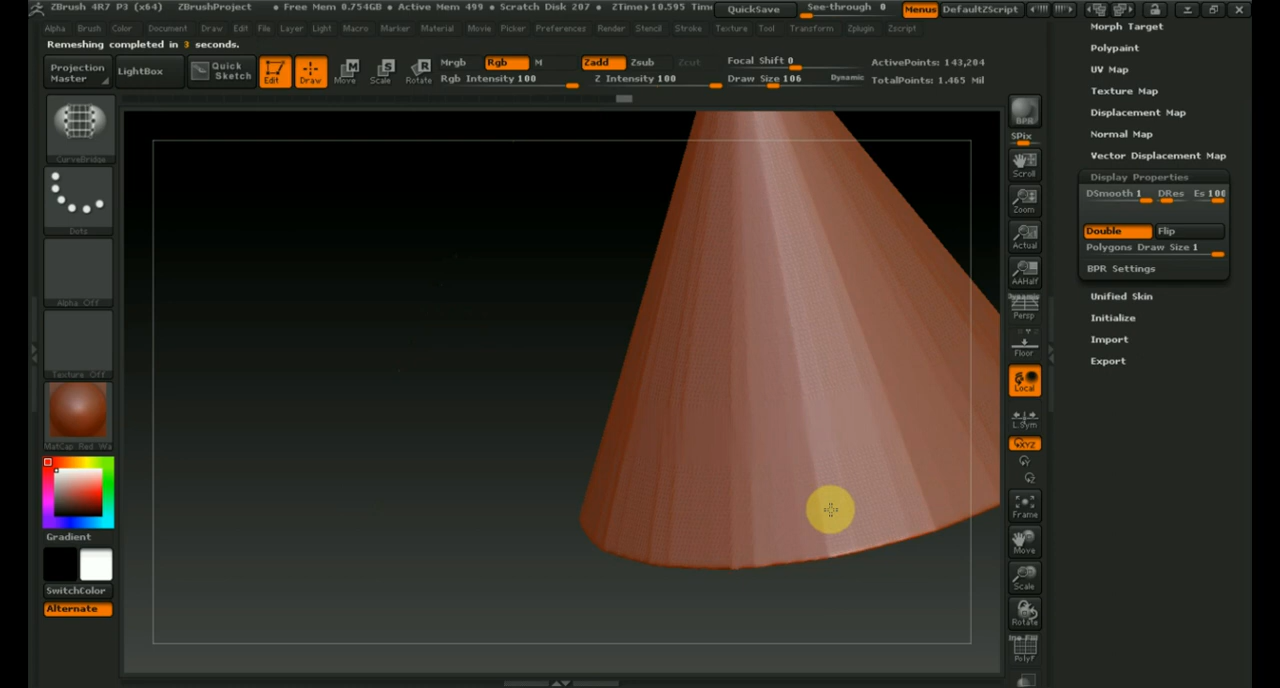 ZBrush 4R7 P3 (x64) ZBrushProject • Free Mem 0.754GB • Active Mem 499 • Scratch Disk 207 • ZTime▸10.595 Time QuickSave See-through 0 Menus DefaultZScript
Alpha Brush Color Document Draw Edit File Layer Light Macro Marker Material Movie Picker Preferences Render Stencil Stroke Texture Tool Transform Zplugin Zscript
Remeshing completed in 3 seconds.
Projection Master
LightBox
Quick Sketch
Edit
Draw
Move
Scale
Rotate
Mrgb Rgb M
Rgb Intensity 100
Zadd Zsub Zcut
Z Intensity 100
Focal Shift 0
Draw Size 106 Dynamic
ActivePoints: 143,204
TotalPoints: 1.465 Mil
CurveBridge
Dots
Alpha Off
Texture Off
MatCap Red Wa
Gradient
SwitchColor
Alternate
BPR
SPix
Scroll
Zoom
Actual
AAHalf
Dynamic
Persp
Floor
Local
L.Sym
XYZ
Frame
Move
Scale
Rotate
Line Fill
PolyF
Morph Target
Polypaint
UV Map
Texture Map
Displacement Map
Normal Map
Vector Displacement Map
Display Properties
DSmooth 1 DRes Es 100
Double Flip
Polygons Draw Size 1
BPR Settings
Unified Skin
Initialize
Import
Export